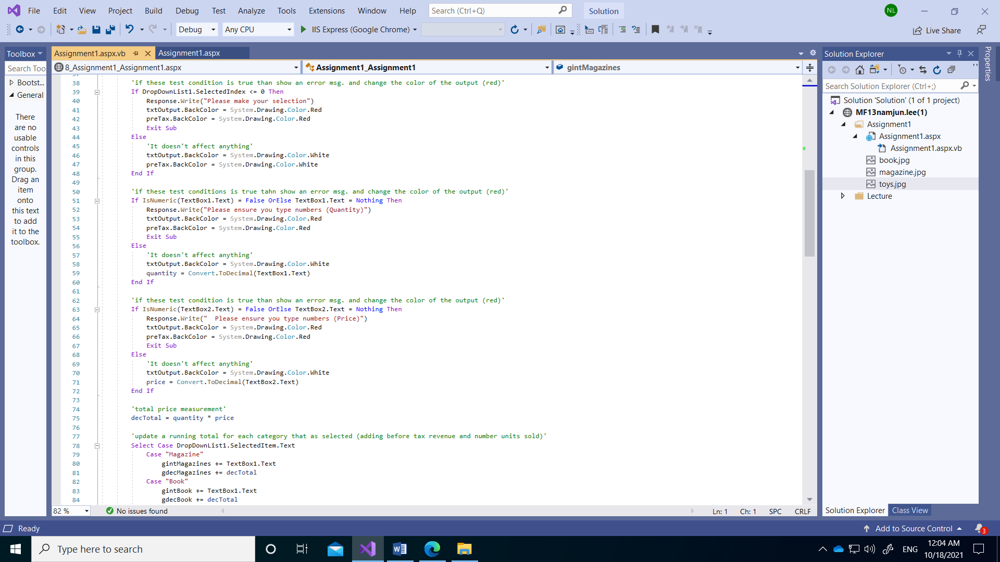 File Edit View Project Build Debug Test Analyze Tools Extensions Window Help Search (Ctrl+Q) Solution NL
Debug Any CPU IIS Express (Google Chrome) Live Share
Toolbox
Search Too
Bootst...
General
There
are no
usable
controls
in this
group.
Drag an
item
onto
this text
to add
it to the
toolbox.
Assignment1.aspx.vb Assignment1.aspx
8_Assignment1_Assignment1.aspx Assignment1_Assignment1 gintMagazines
37
38 'if these test condition is true than show an error msg. and change the color of the output (red)'
39 If DropDownList1.SelectedIndex <= 0 Then
40 Response.Write("Please make your selection")
41 txtOutput.BackColor = System.Drawing.Color.Red
42 preTax.BackColor = System.Drawing.Color.Red
43 Exit Sub
44 Else
45 'It doesn't affect anything'
46 txtOutput.BackColor = System.Drawing.Color.White
47 preTax.BackColor = System.Drawing.Color.White
48 End If
49
50 'if these test conditions is true tahn show an error msg. and change the color of the output (red)'
51 If IsNumeric(TextBox1.Text) = False OrElse TextBox1.Text = Nothing Then
52 Response.Write("Please ensure you type numbers (Quantity)")
53 txtOutput.BackColor = System.Drawing.Color.Red
54 preTax.BackColor = System.Drawing.Color.Red
55 Exit Sub
56 Else
57 'It doesn't affect anything'
58 txtOutput.BackColor = System.Drawing.Color.White
59 quantity = Convert.ToDecimal(TextBox1.Text)
60 End If
61
62 'if these test condition is true than show an error msg. and change the color of the output (red)'
63 If IsNumeric(TextBox2.Text) = False OrElse TextBox2.Text = Nothing Then
64 Response.Write("  Please ensure you type numbers (Price)")
65 txtOutput.BackColor = System.Drawing.Color.Red
66 preTax.BackColor = System.Drawing.Color.Red
67 Exit Sub
68 Else
69 'It doesn't affect anything'
70 txtOutput.BackColor = System.Drawing.Color.White
71 price = Convert.ToDecimal(TextBox2.Text)
72 End If
73
74 'total price measurement'
75 decTotal = quantity * price
76
77 'update a running total for each category that as selected (adding before tax revenue and number units sold)'
78 Select Case DropDownList1.SelectedItem.Text
79 Case "Magazine"
80 gintMagazines += TextBox1.Text
81 gdecMagazines += decTotal
82 Case "Book"
83 gintBook += TextBox1.Text
84 gdecBook += decTotal
82 % No issues found Ln: 1 Ch: 1 SPC CRLF
Solution Explorer
Search Solution Explorer (Ctrl+;)
Solution 'Solution' (1 of 1 project)
MF13namjun.lee(1)
Assignment1
Assignment1.aspx
Assignment1.aspx.vb
book.jpg
magazine.jpg
toys.jpg
Lecture
Solution Explorer Class View
Properties
Ready Add to Source Control 3
Type here to search ENG 12:04 AM
10/18/2021